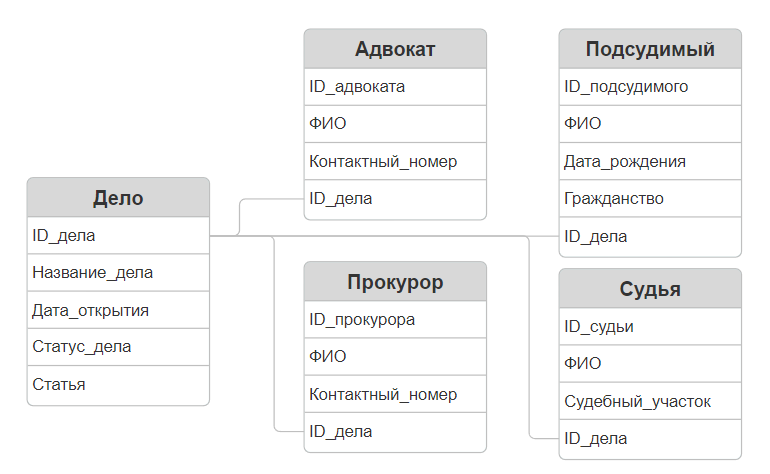 Дело
ID_дела
Название_дела
Дата_открытия
Статус_дела
Статья
Адвокат
ID_адвоката
ФИО
Контактный_номер
ID_дела
Прокурор
ID_прокурора
ФИО
Контактный_номер
ID_дела
Подсудимый
ID_подсудимого
ФИО
Дата_рождения
Гражданство
ID_дела
Судья
ID_судьи
ФИО
Судебный_участок
ID_дела